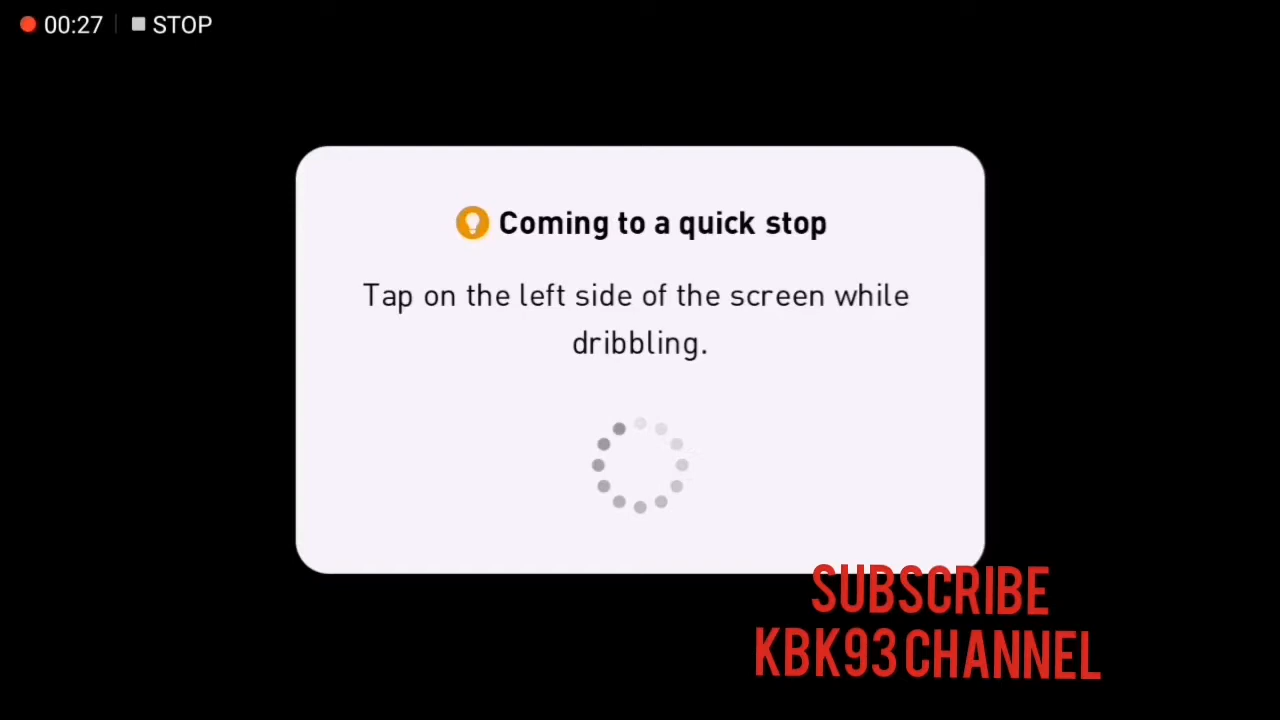 00:27 STOP
Coming to a quick stop
Tap on the left side of the screen while
dribbling.
SUBSCRIBE
KBK93 CHANNEL